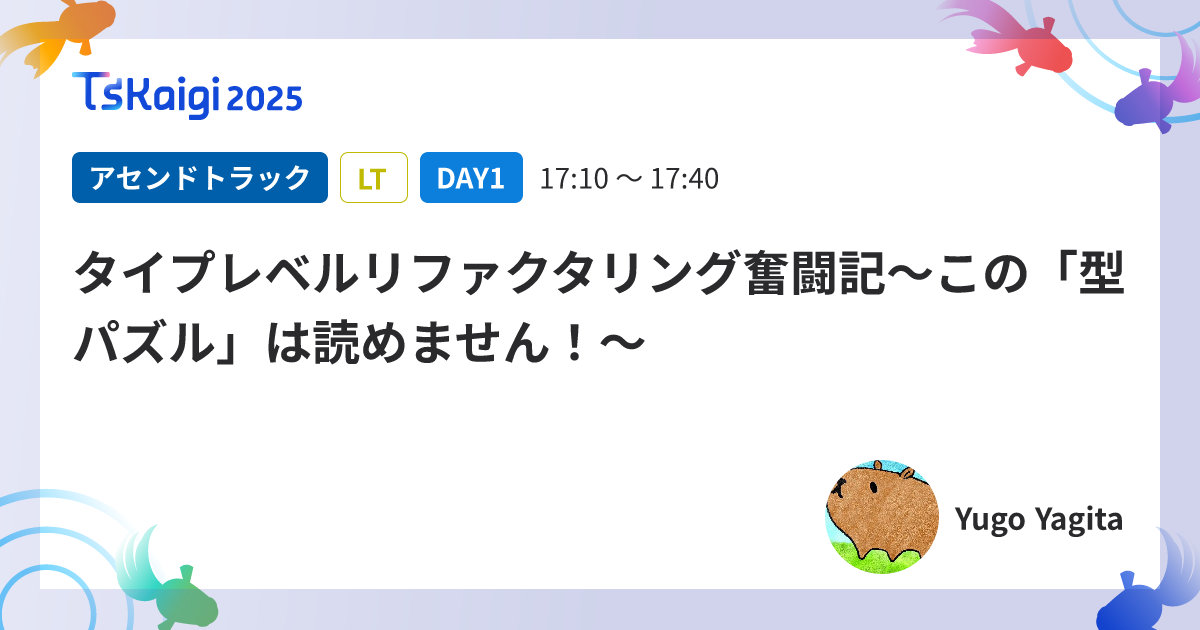 TSKaigi 2025
アセンドトラック LT DAY1 17:10 〜 17:40
タイプレベルリファクタリング奮闘記〜この「型
パズル」は読めません！〜
Yugo Yagita